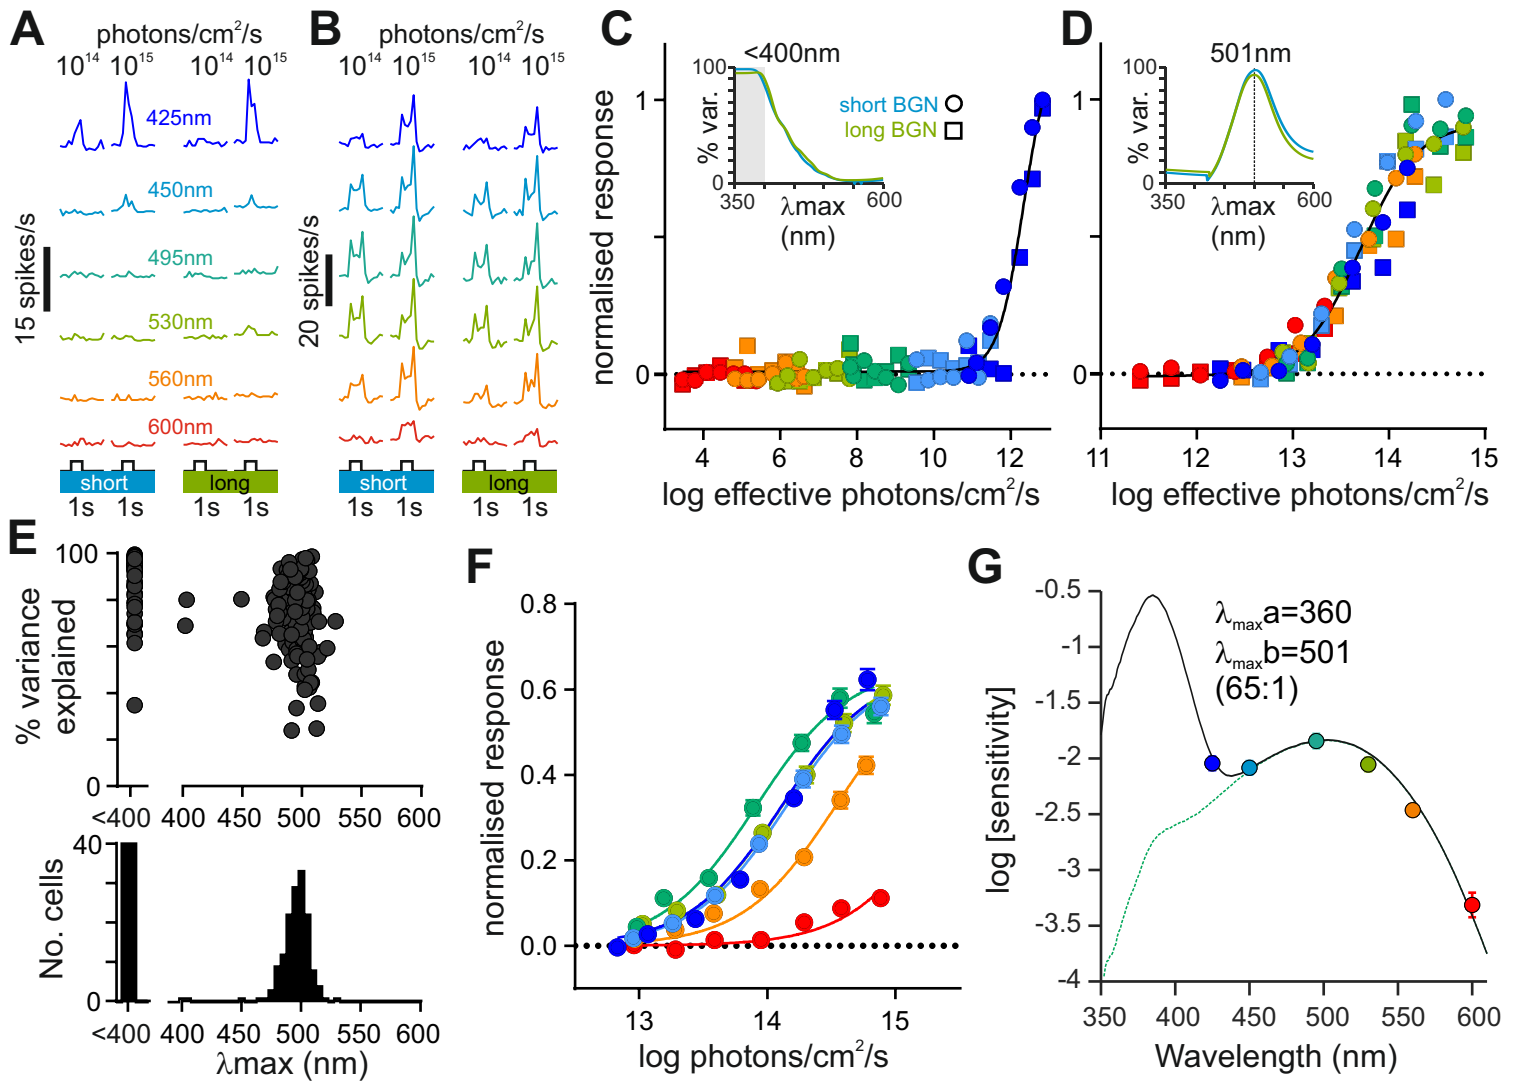 A
photons/cm²/s
10¹⁴ 10¹⁵ 10¹⁴ 10¹⁵
425nm
450nm
495nm
530nm
560nm
600nm
15 spikes/s
short long
1s 1s 1s 1s
B
photons/cm²/s
10¹⁴ 10¹⁵ 10¹⁴ 10¹⁵
20 spikes/s
short long
1s 1s 1s 1s
C
normalised response
1
0
4 6 8 10 12
log effective photons/cm²/s
<400nm
% var.
100
0
350 600
λmax
(nm)
short BGN
long BGN
D
1
0
11 12 13 14 15
log effective photons/cm²/s
501nm
% var.
100
0
350 600
λmax
(nm)
E
% variance
explained
100
0
<400 400 450 500 550 600
No. cells
40
0
<400 400 450 500 550 600
λmax (nm)
F
normalised response
0.8
0.6
0.4
0.2
0.0
13 14 15
log photons/cm²/s
G
log [sensitivity]
-0.5
-1
-1.5
-2
-2.5
-3
-3.5
-4
λmaxa=360
λmaxb=501
(65:1)
350 400 450 500 550 600
Wavelength (nm)